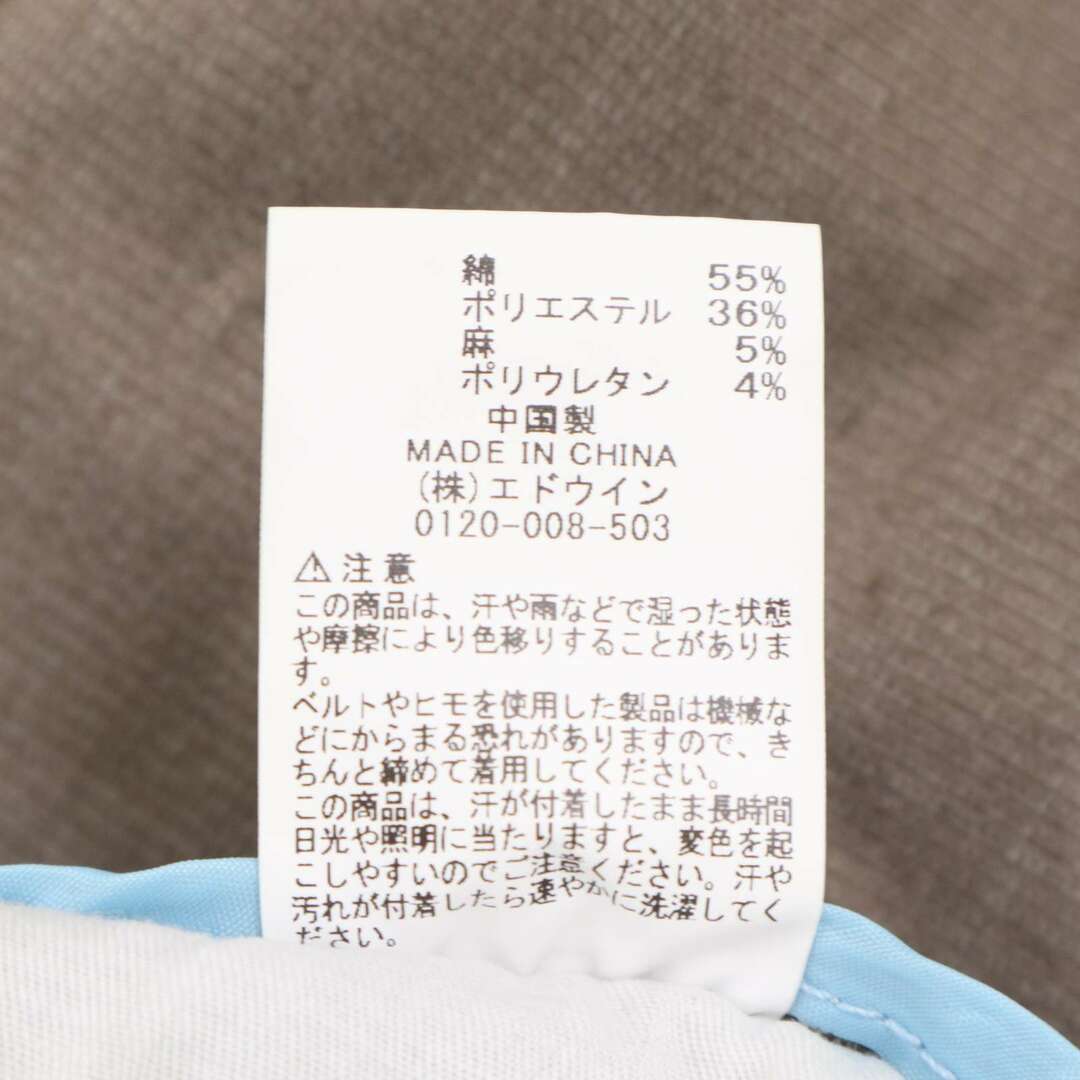 綿 55%
ポリエステル 36%
麻 5%
ポリウレタン 4%
中国製
MADE IN CHINA
(株)エドウイン
0120-008-503
⚠注意
この商品は、汗や雨などで湿った状態
や摩擦により色移りすることがありま
す。
ベルトやヒモを使用した製品は機械な
どにからまる恐れがありますので、き
ちんと締めて着用してください。
この商品は、汗が付着したまま長時間
日光や照明に当たりますと、変色を起
こしやすいのでご注意ください。汗や
汚れが付着したら速やかに洗濯してく
ださい。